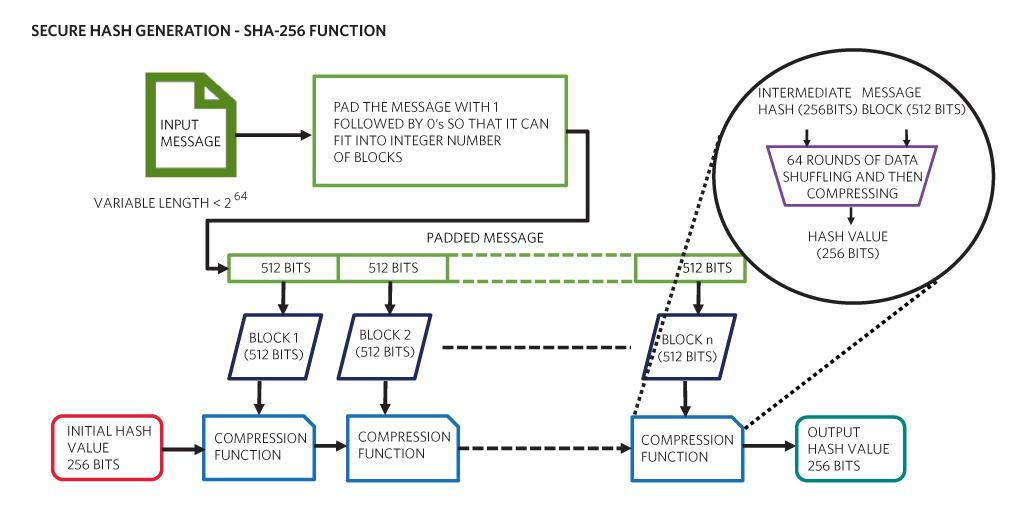 SECURE HASH GENERATION - SHA-256 FUNCTION
INPUT
MESSAGE
VARIABLE LENGTH < 2^64
PAD THE MESSAGE WITH 1
FOLLOWED BY 0's SO THAT IT CAN
FIT INTO INTEGER NUMBER
OF BLOCKS
INTERMEDIATE MESSAGE
HASH (256BITS) BLOCK (512 BITS)
64 ROUNDS OF DATA
SHUFFLING AND THEN
COMPRESSING
HASH VALUE
(256 BITS)
PADDED MESSAGE
512 BITS
512 BITS
512 BITS
BLOCK 1
(512 BITS)
BLOCK 2
(512 BITS)
BLOCK n
(512 BITS)
INITIAL HASH
VALUE
256 BITS
COMPRESSION
FUNCTION
COMPRESSION
FUNCTION
COMPRESSION
FUNCTION
OUTPUT
HASH VALUE
256 BITS